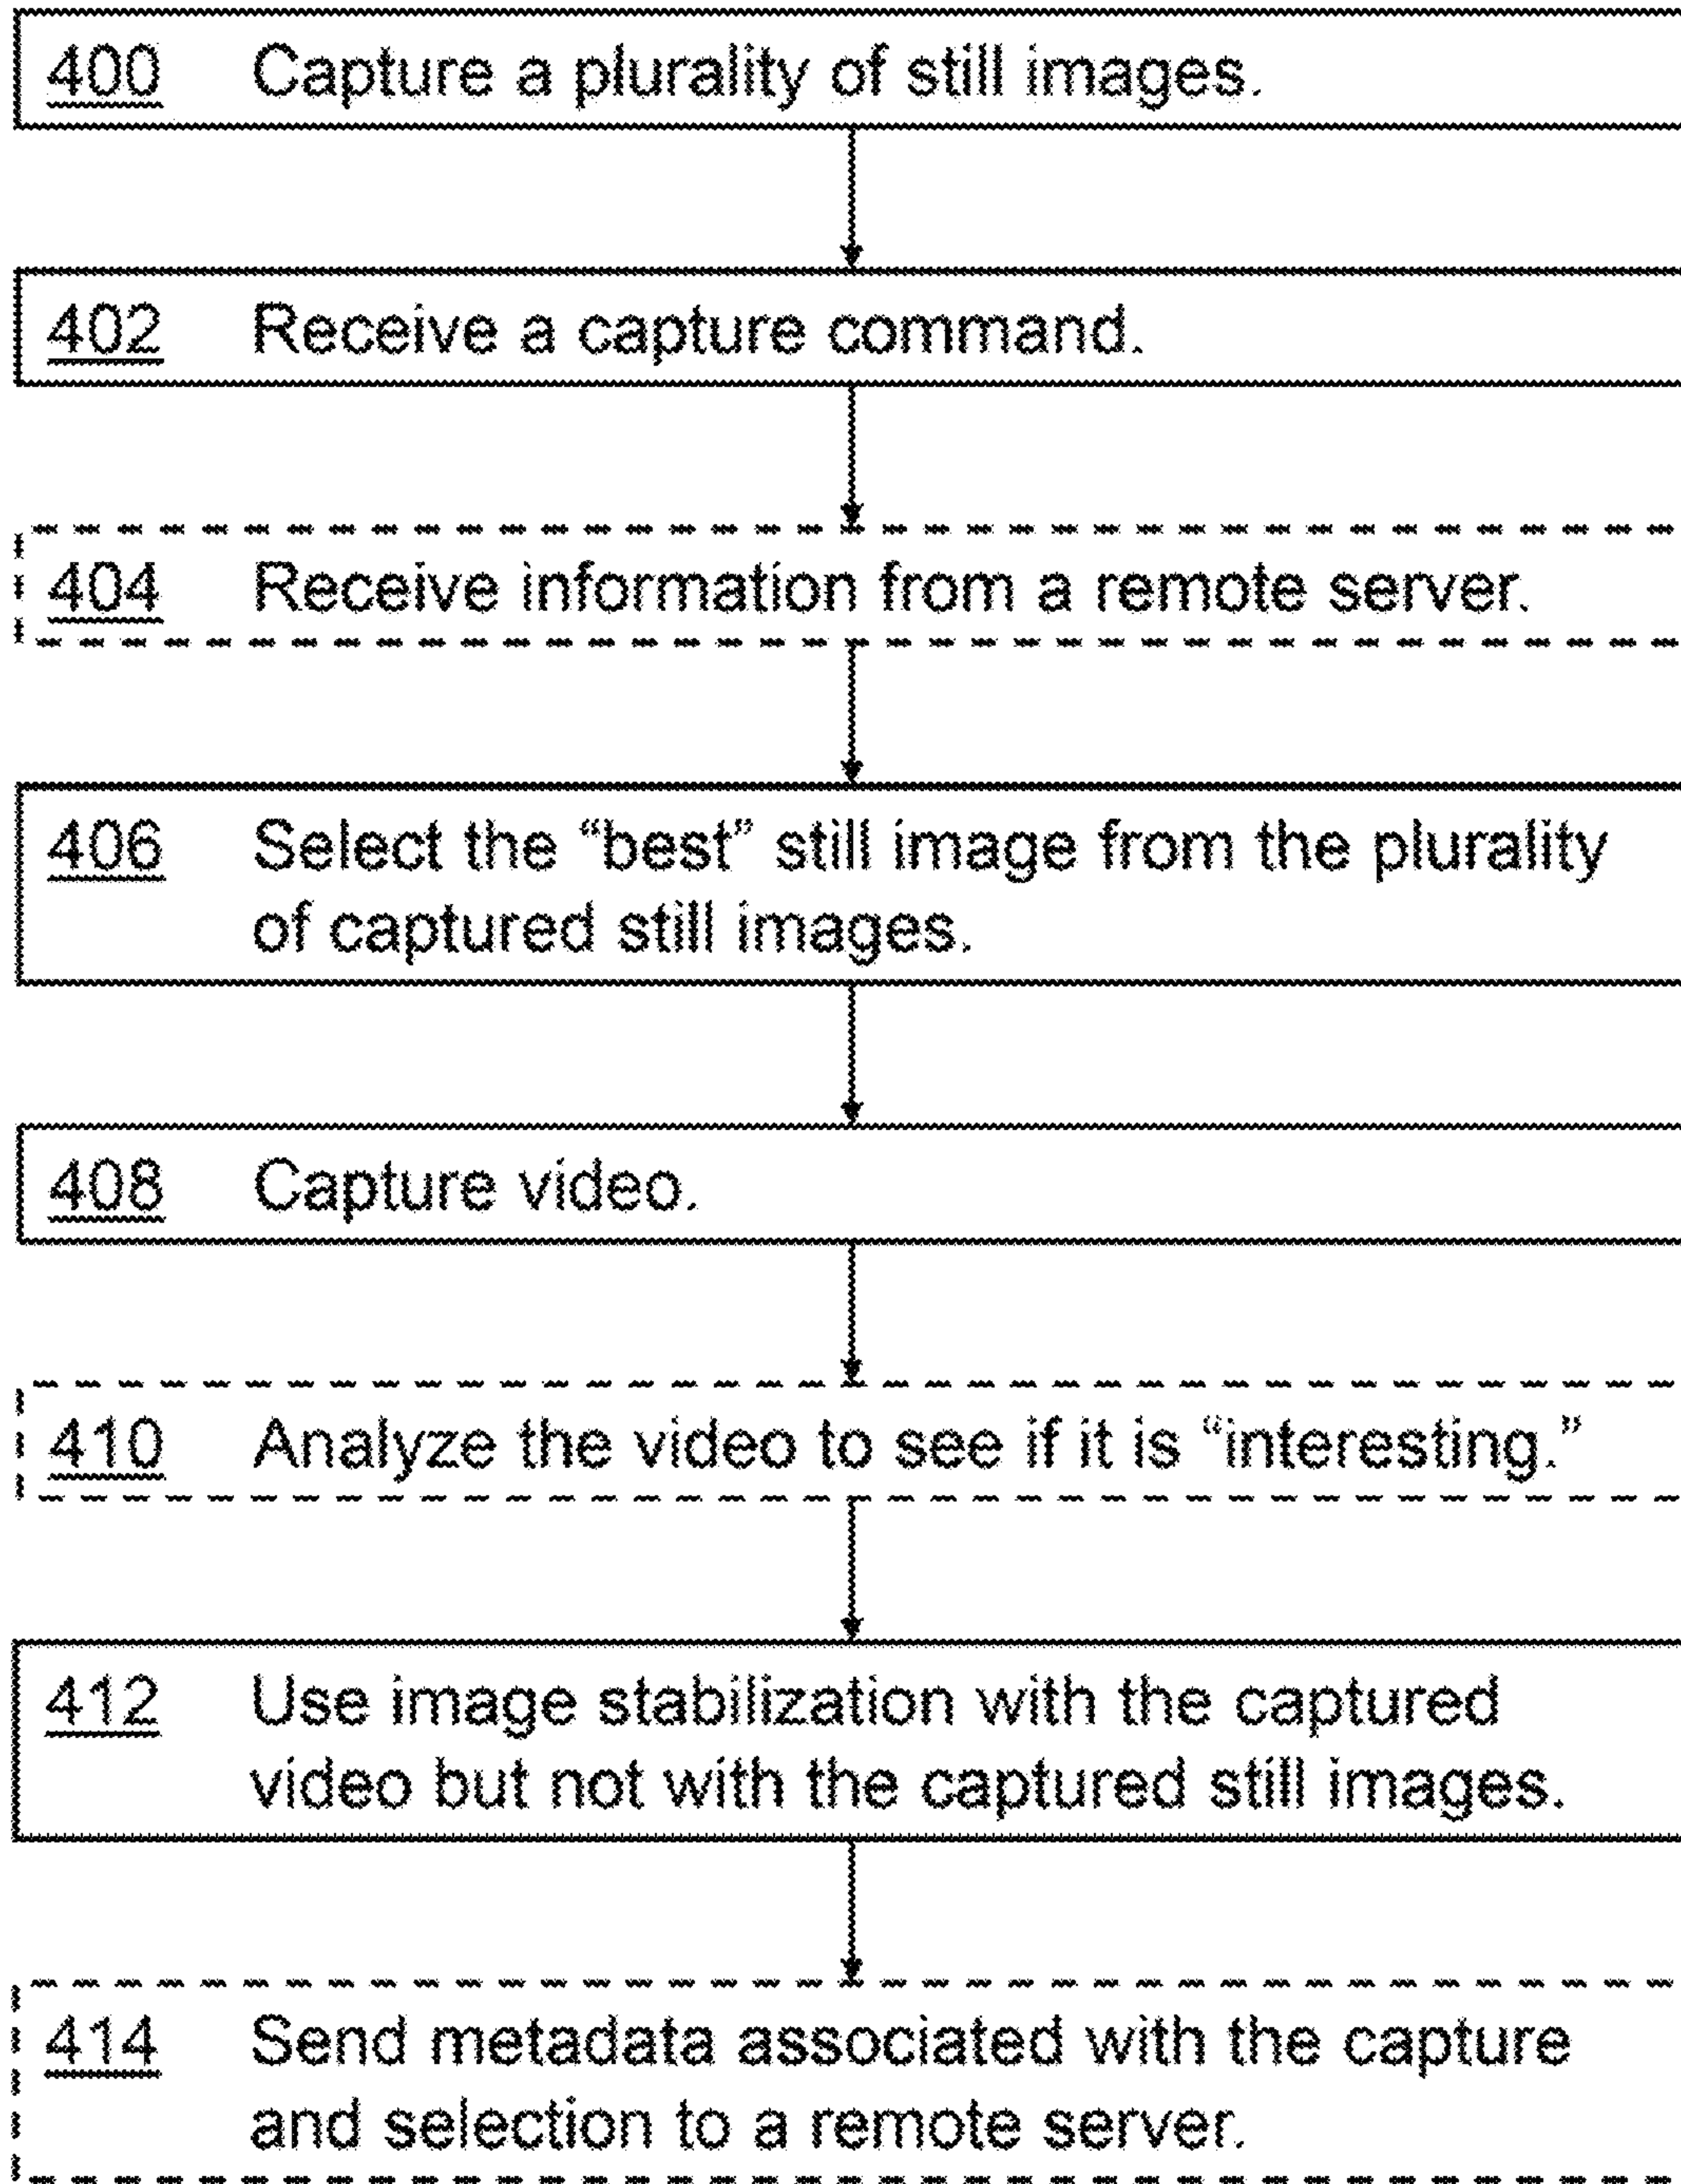 400 Capture a plurality of still images.
402 Receive a capture command.
404 Receive information from a remote server.
406 Select the “best” still image from the plurality
of captured still images.
408 Capture video.
410 Analyze the video to see if it is “interesting.”
412 Use image stabilization with the captured
video but not with the captured still images.
414 Send metadata associated with the capture
and selection to a remote server.